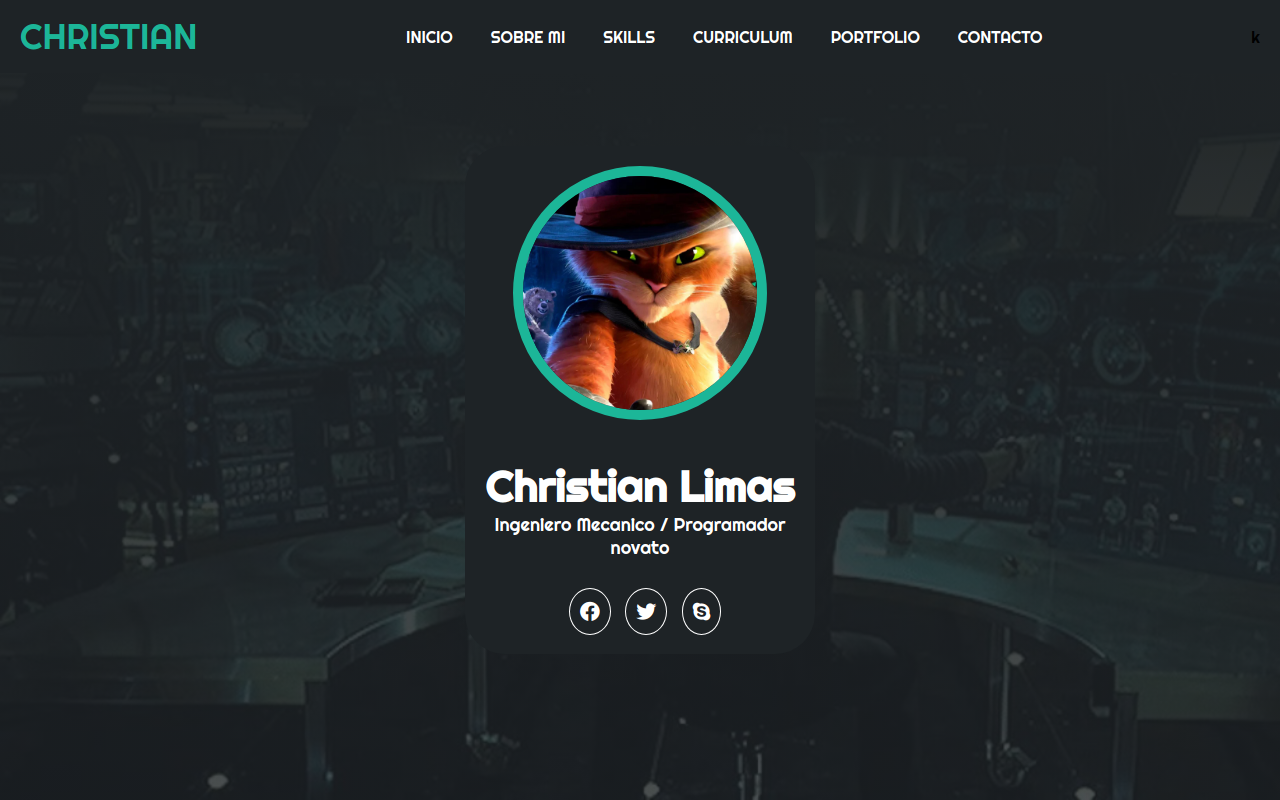 CHRISTIAN
INICIO SOBRE MI SKILLS CURRICULUM PORTFOLIO CONTACTO
k
Christian Limas
Ingeniero Mecanico / Programador
novato